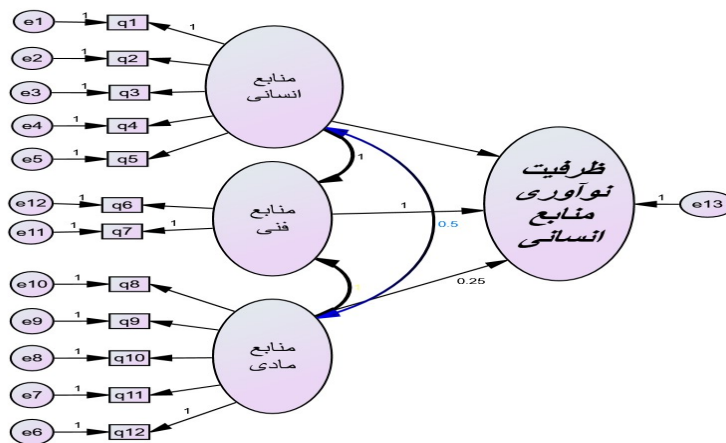 e1 1 q1 1
e2 1 q2
e3 1 q3
e4 1 q4
e5 1 q5
منابع
انسانی
1
e12 1 q6
e11 1 q7 1
منابع
فنی
1
0.5
ظرفیت
نوآوری
منابع
انسانی
1 e13
e10 1 q8
e9 1 q9
e8 1 q10
e7 1 q11
e6 1 q12 1
منابع
مادی
0.25